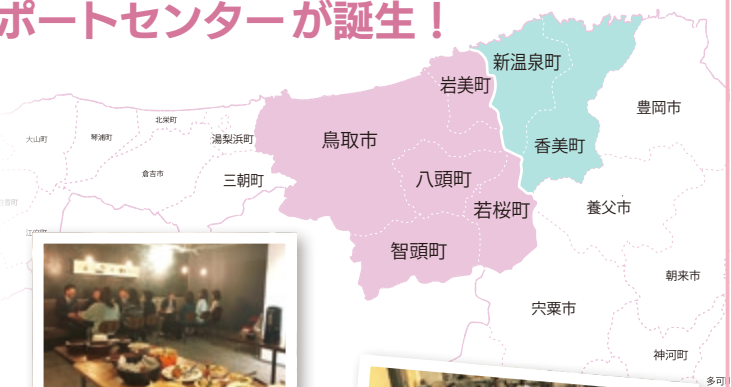 ポートセンターが誕生！
新温泉町
岩美町
豊岡市
北栄町
大山町
琴浦町
湯梨浜町
鳥取市
香美町
倉吉市
三朝町
八頭町
若桜町
養父市
智頭町
朝来市
宍粟市
神河町